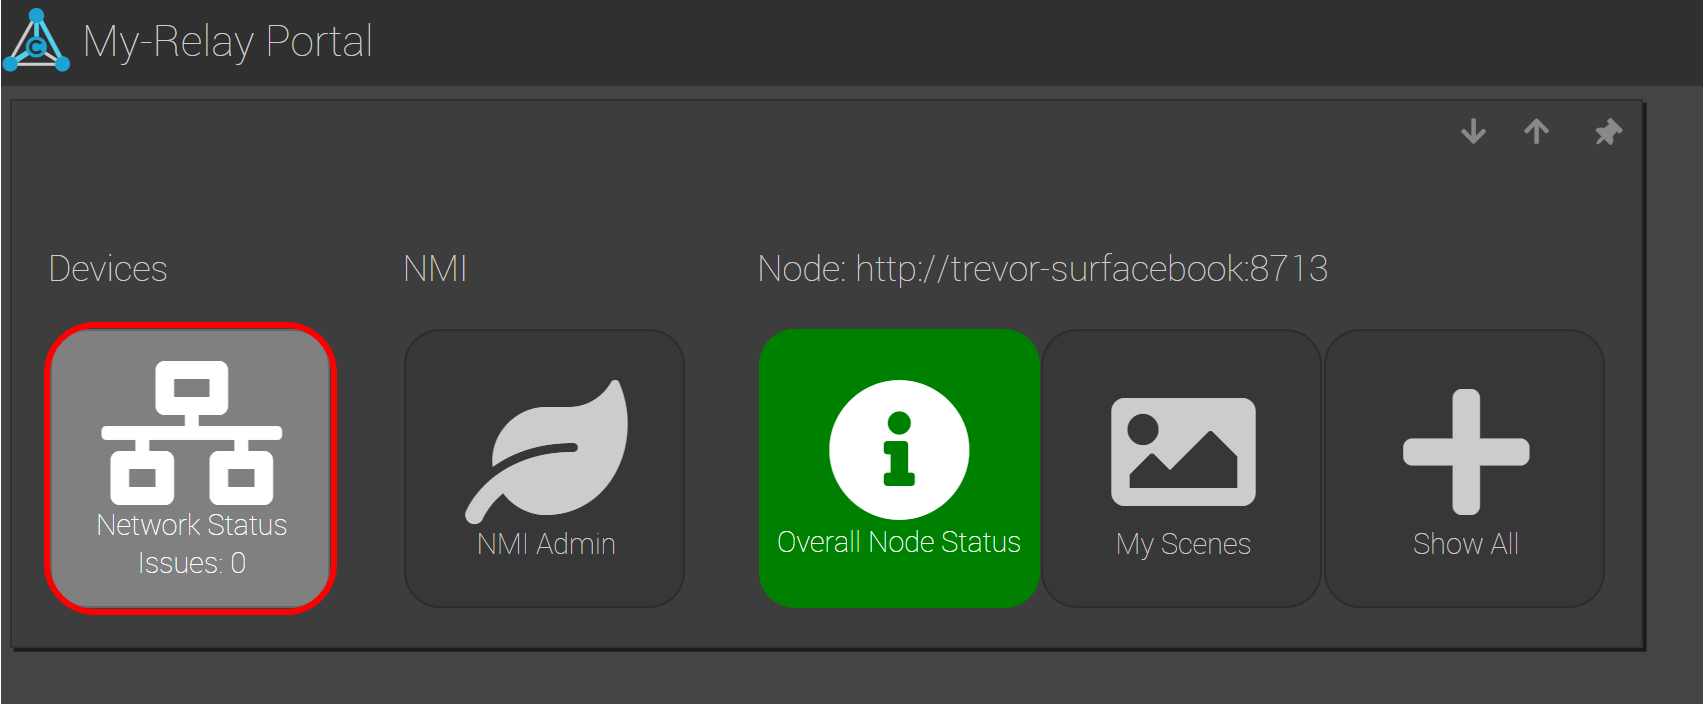 My-Relay Portal
Devices
NMI
Node: http://trevor-surfacebook:8713
Network Status
Issues: 0
NMI Admin
Overall Node Status
My Scenes
Show All